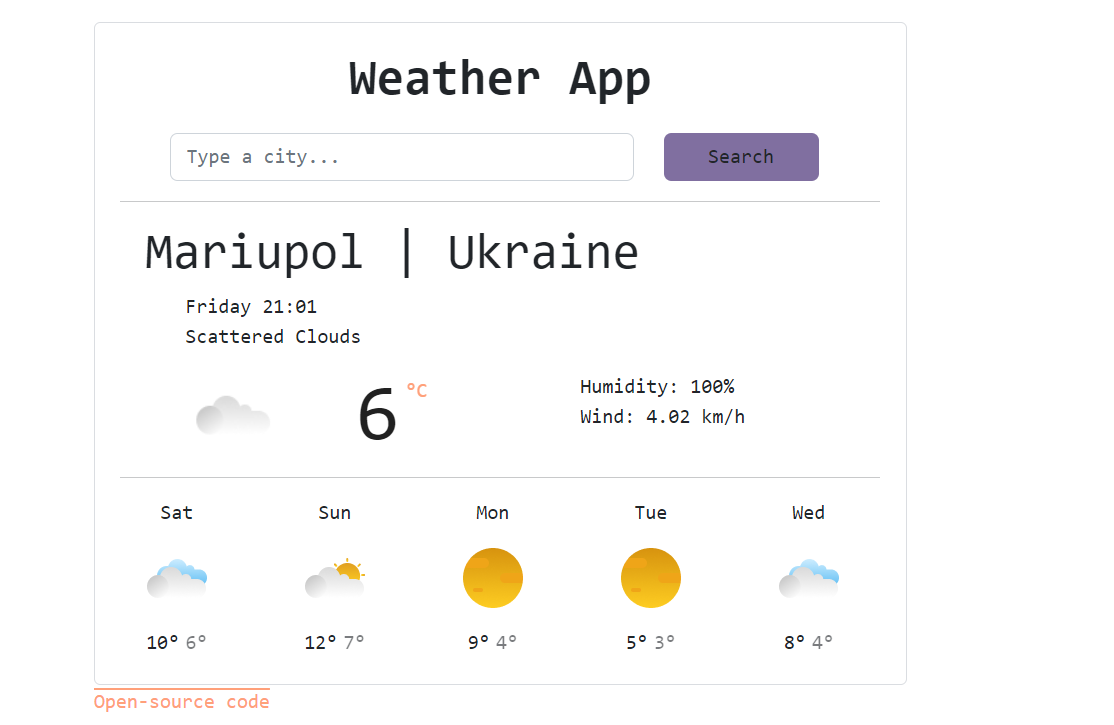 Weather App
Type a city...
Search
Mariupol | Ukraine
Friday 21:01
Scattered Clouds
6 °C
Humidity: 100%
Wind: 4.02 km/h
Sat Sun Mon Tue Wed
10° 6° 12° 7° 9° 4° 5° 3° 8° 4°
Open-source code